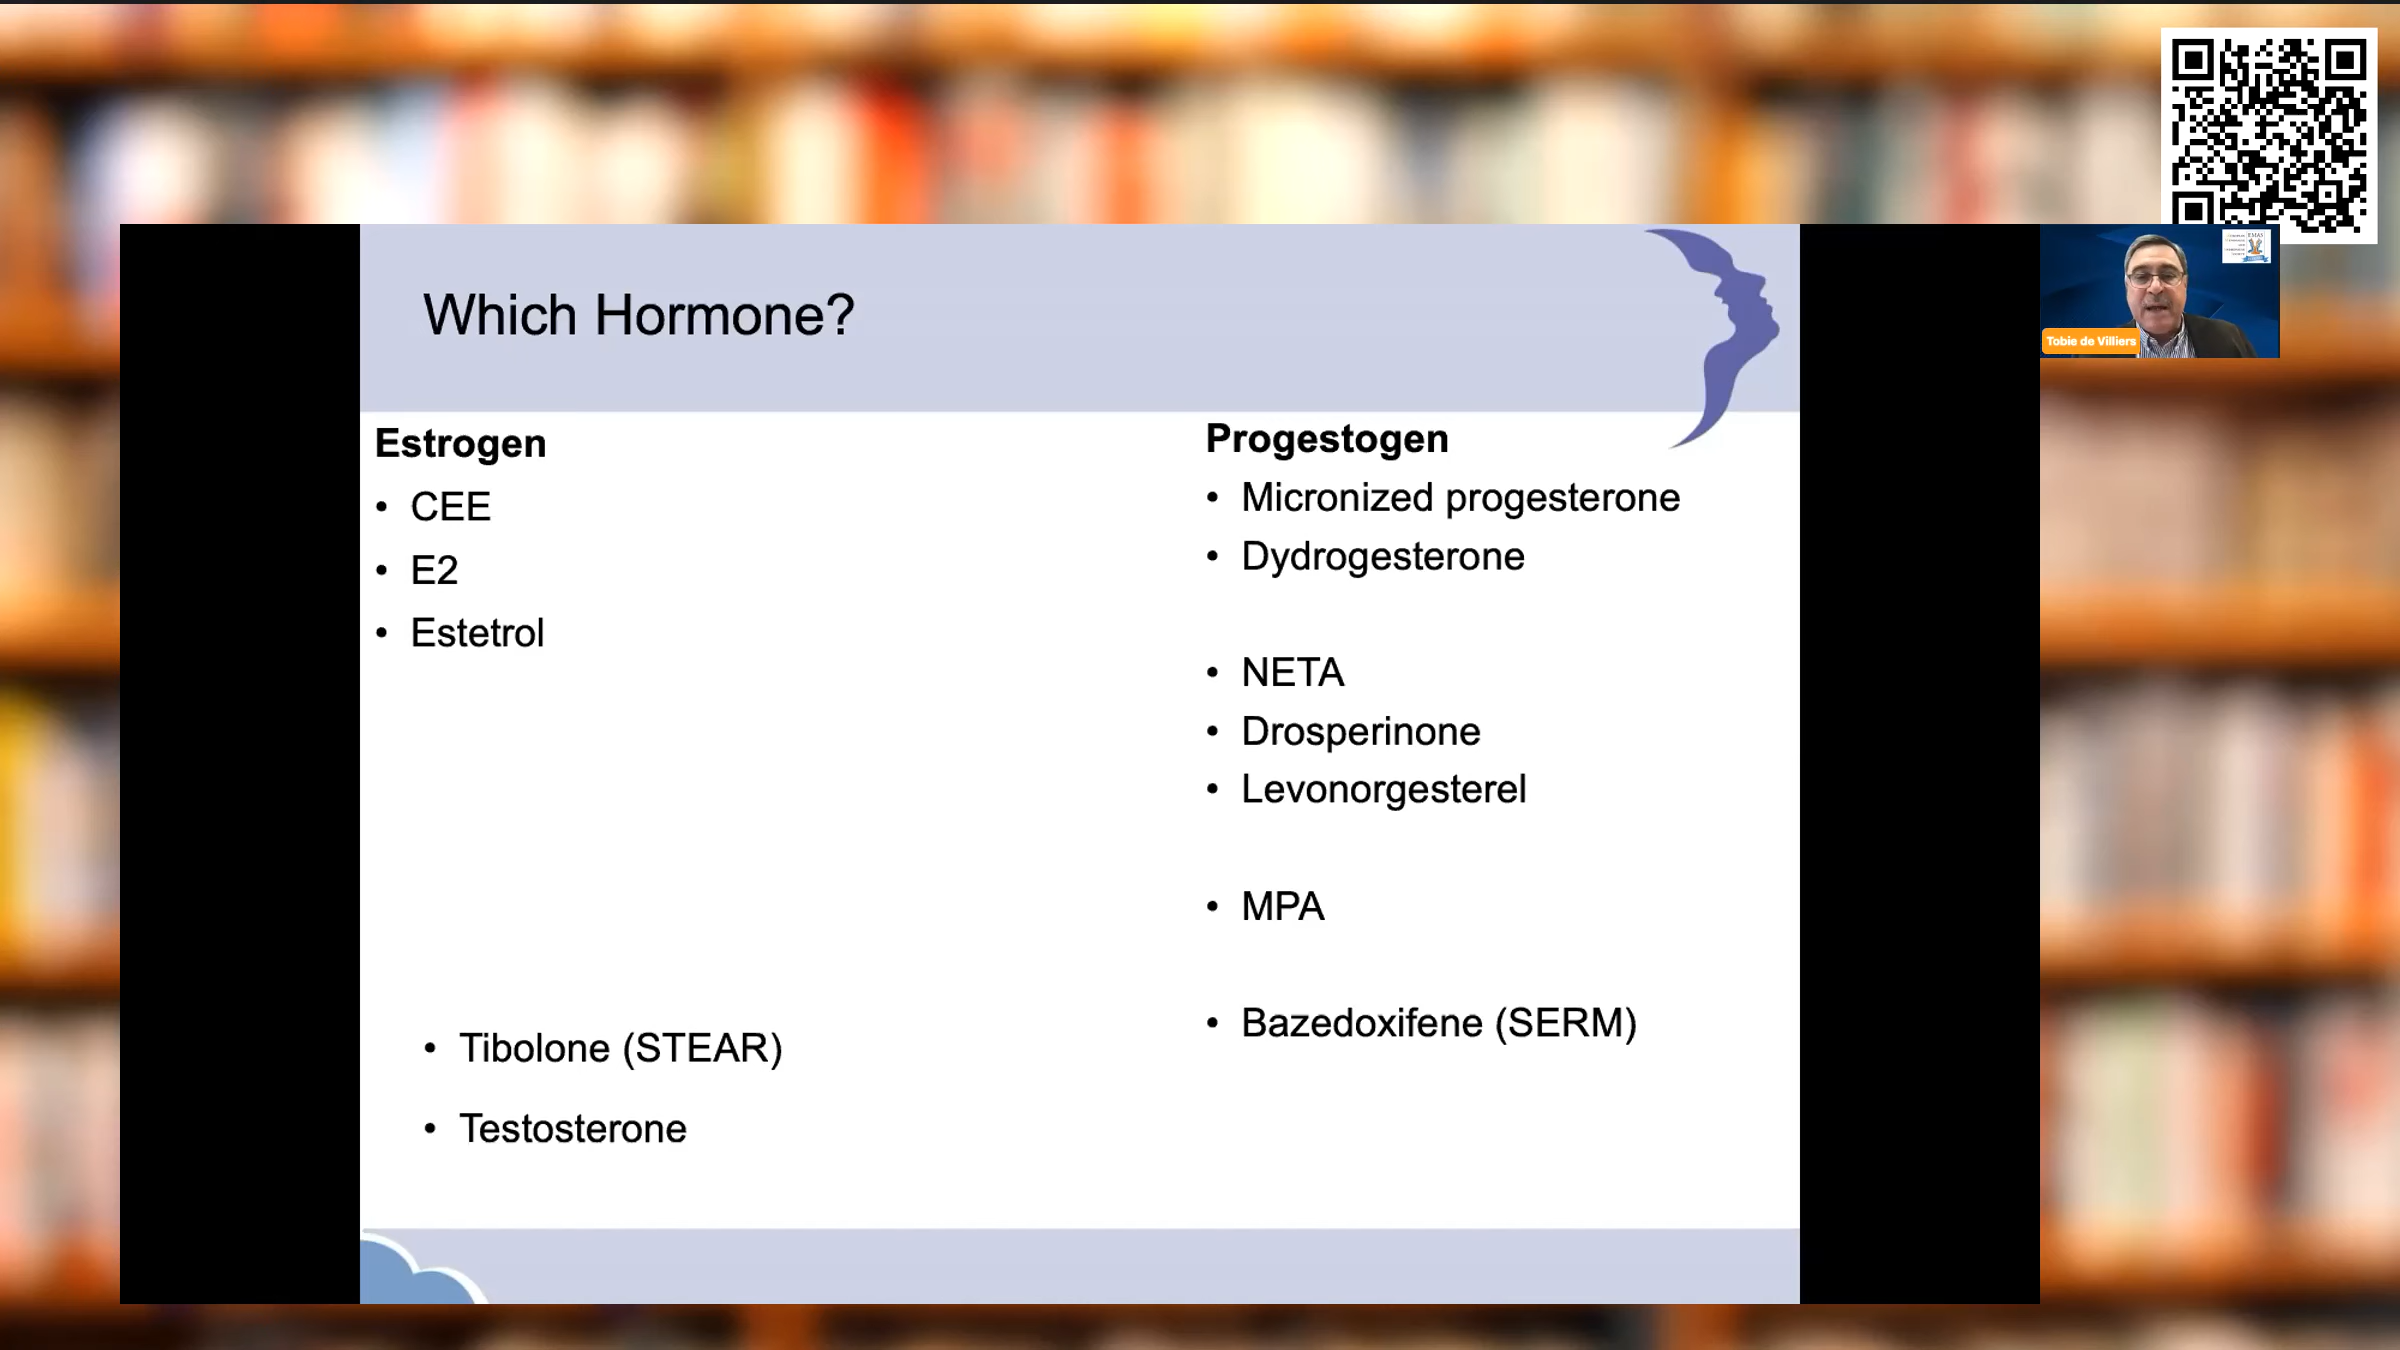 Which Hormone?
Estrogen
• CEE
• E2
• Estetrol
• Tibolone (STEAR)
• Testosterone
Progestogen
• Micronized progesterone
• Dydrogesterone
• NETA
• Drosperinone
• Levonorgesterel
• MPA
• Bazedoxifene (SERM)
EMAS
Tobie de Villiers